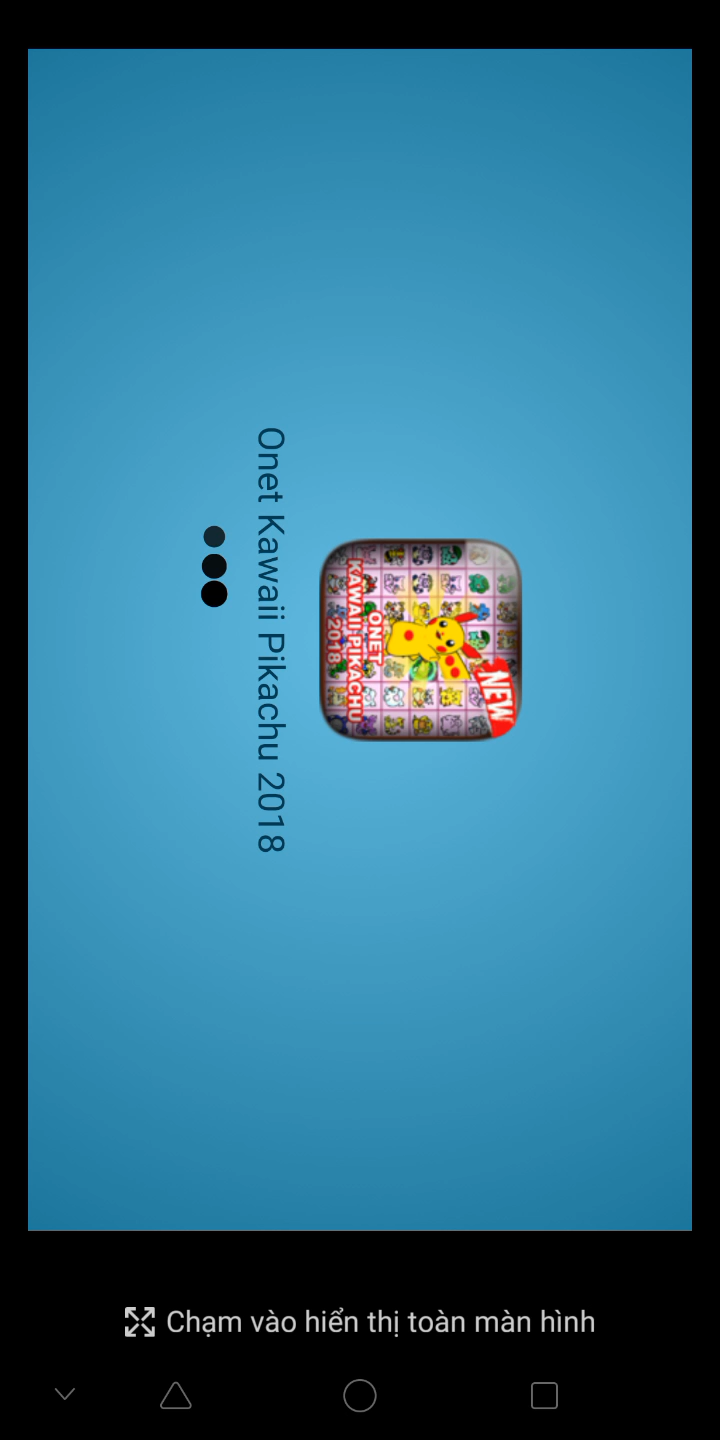 NEW
ONET
KAWAII PIKACHU
2018
Onet Kawaii Pikachu 2018
Chạm vào hiển thị toàn màn hình